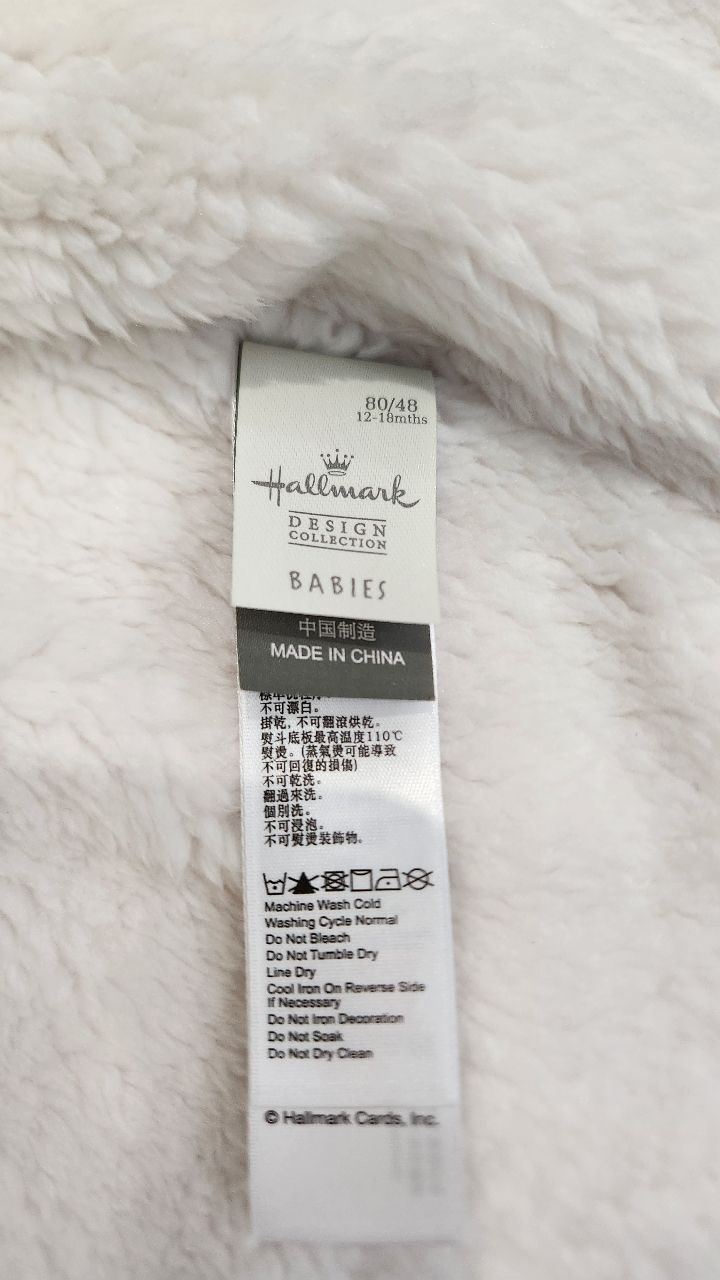 80/48
12-18mths
Hallmark
DESIGN
COLLECTION
BABIES
中国制造
MADE IN CHINA
不可漂白。
掛乾, 不可翻滾烘乾。
熨斗底板最高溫度110℃
熨燙。(蒸氣燙可能導致
不可回復的損傷)
不可乾洗。
翻過來洗。
個別洗。
不可浸泡。
不可熨燙裝飾物。
Machine Wash Cold
Washing Cycle Normal
Do Not Bleach
Do Not Tumble Dry
Line Dry
Cool Iron On Reverse Side
If Necessary
Do Not Iron Decoration
Do Not Soak
Do Not Dry Clean
© Hallmark Cards, Inc.